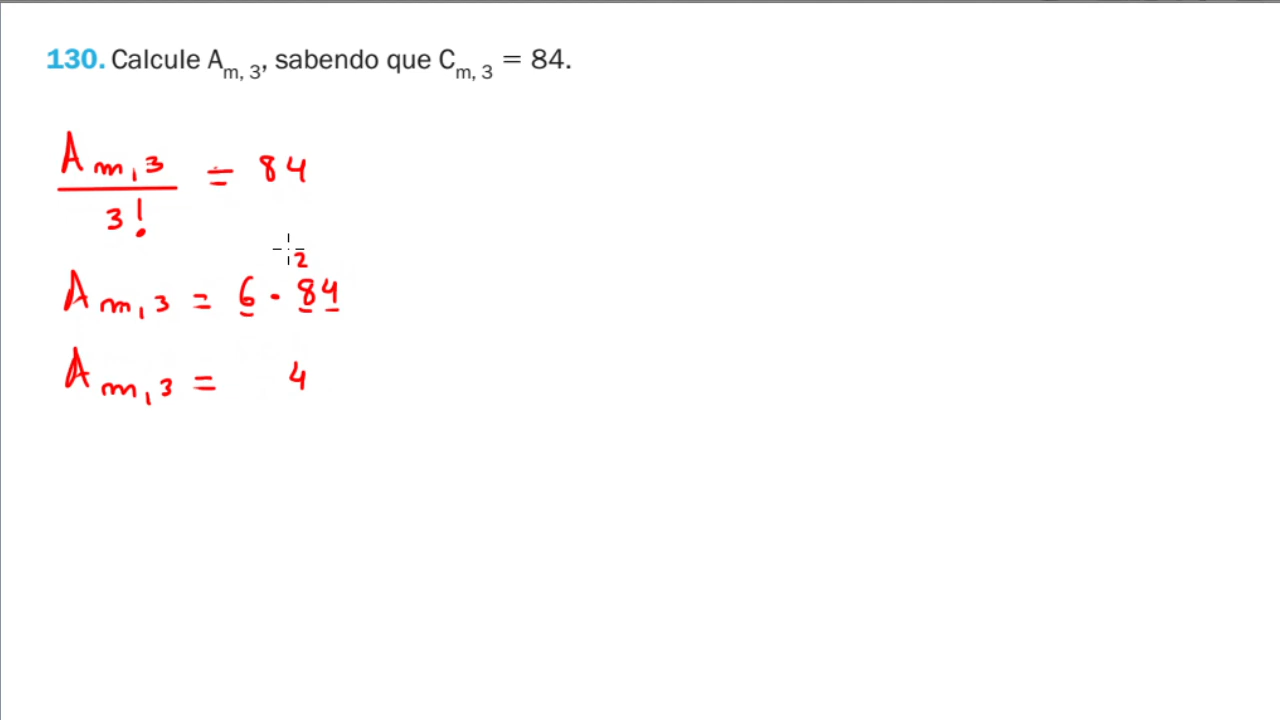 130. Calcule Am, 3, sabendo que Cm, 3 = 84.
Am,3 = 84
3!
2
Am,3 = 6 · 84
Am,3 = 4